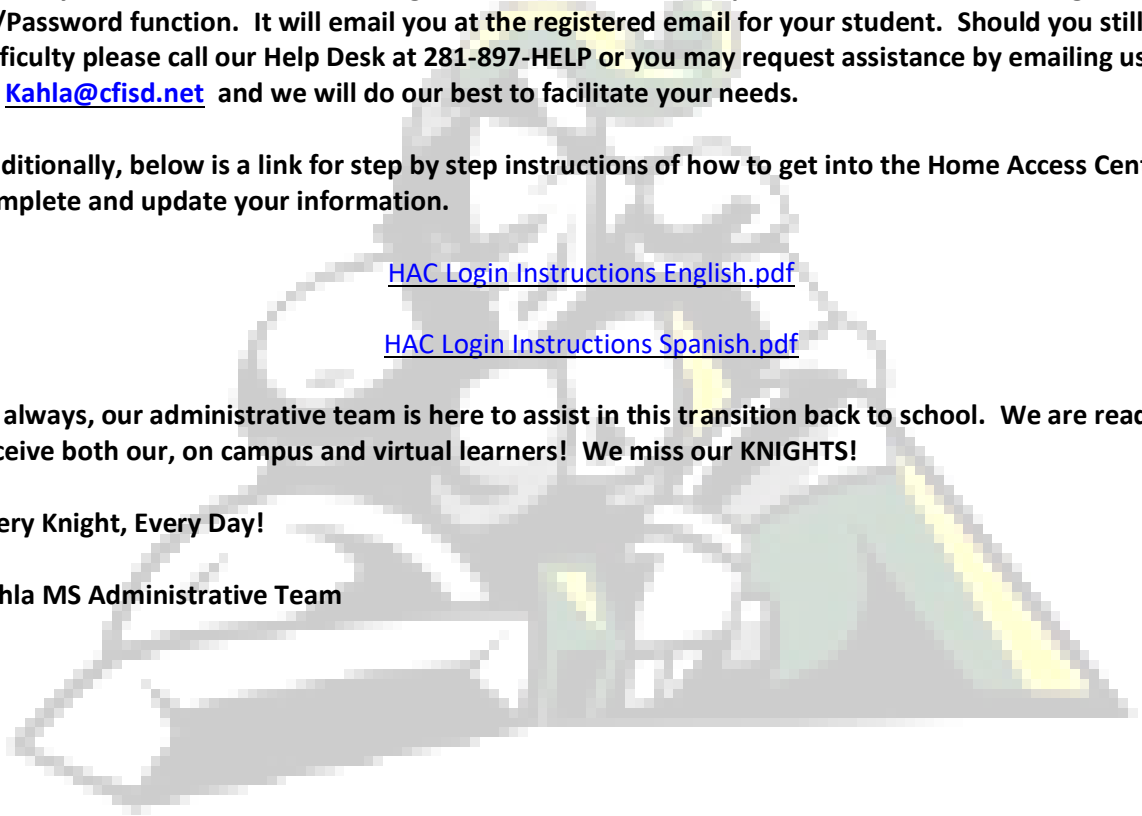 /Password function. It will email you at the registered email for your student. Should you still
fficulty please call our Help Desk at 281-897-HELP or you may request assistance by emailing us
Kahla@cfisd.net and we will do our best to facilitate your needs.
ditionally, below is a link for step by step instructions of how to get into the Home Access Cent
mplete and update your information.
HAC Login Instructions English.pdf
HAC Login Instructions Spanish.pdf
always, our administrative team is here to assist in this transition back to school. We are read
ceive both our, on campus and virtual learners! We miss our KNIGHTS!
ery Knight, Every Day!
hla MS Administrative Team